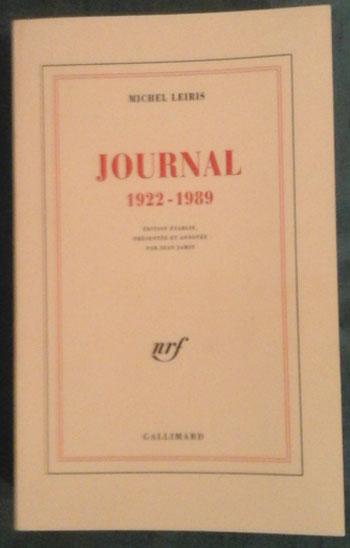 MICHEL LEIRIS
JOURNAL
1922-1989
ÉDITION ÉTABLIE,
PRÉSENTÉE ET ANNOTÉE
PAR JEAN JAMIN
nrf
GALLIMARD